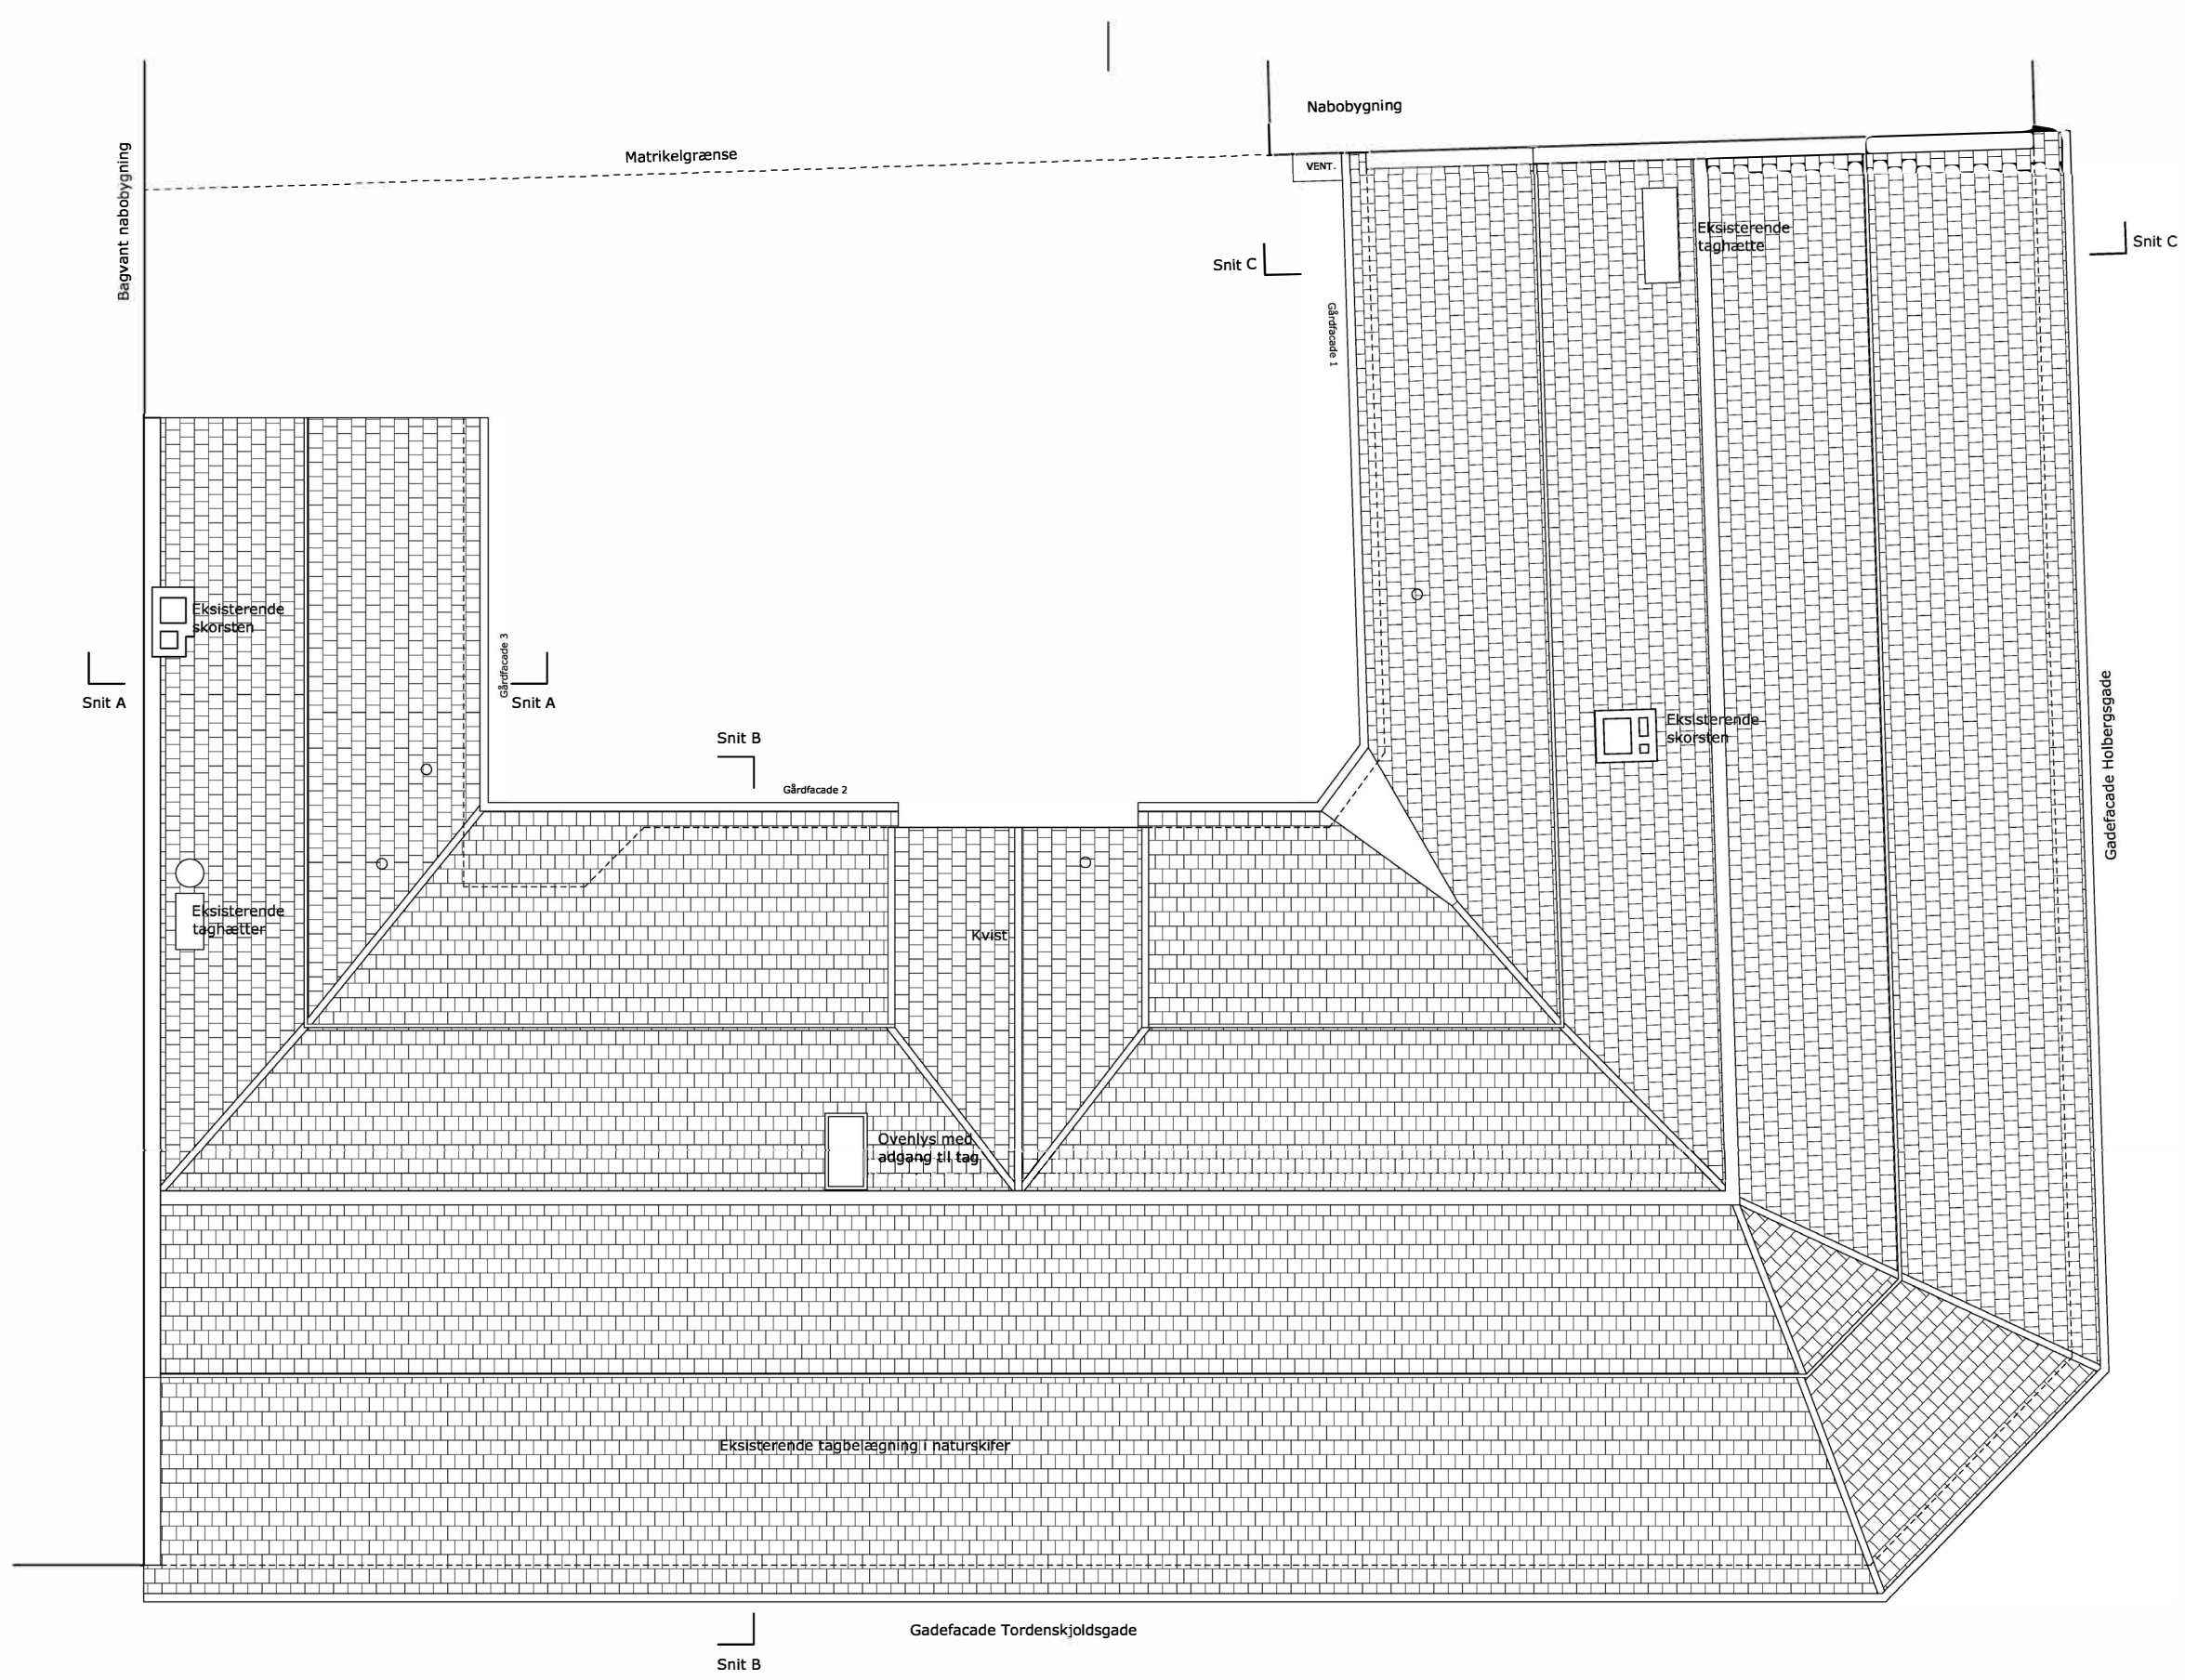 Nabobygning
Matrikelgrænse
Bagvant nabobygning
VENT.
Eksisterende
taghætte
Snit C
Snit C
Gårdfacade 1
Eksisterende
skorsten
Gårdfacade 3
Snit A
Snit A
Snit B
Gårdfacade 2
Eksisterende
skorsten
Gadefacade Holbergsgade
Eksisterende
taghætter
Kvist
Ovenlys med
adgang til tag
Eksisterende tagbelægning i naturskifer
Gadefacade Tordenskjoldsgade
Snit B